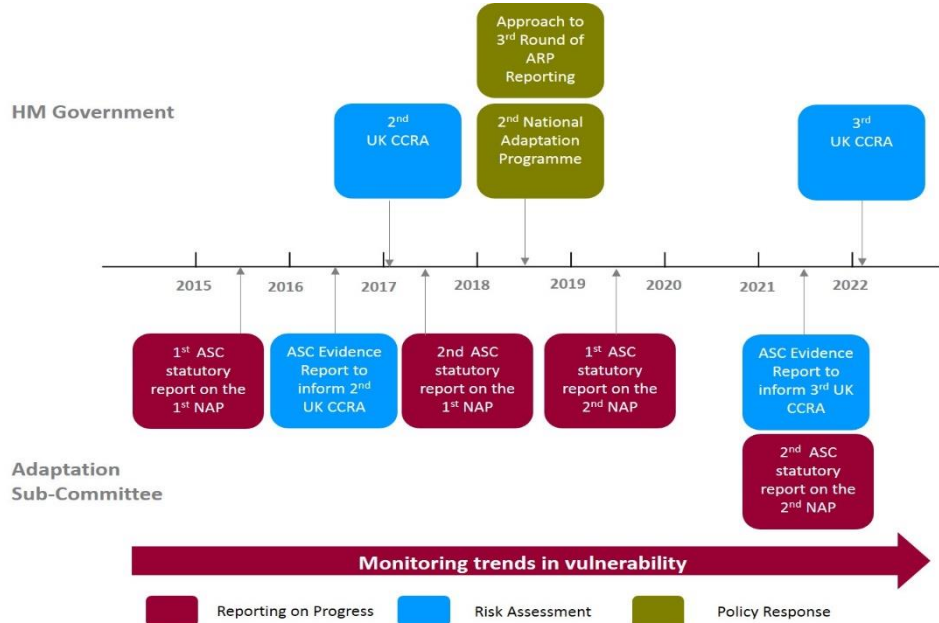 Approach to
3rd Round of
ARP
Reporting
HM Government
2nd
UK CCRA
2nd National
Adaptation
Programme
3rd
UK CCRA
2015
2016
2017
2018
2019
2020
2021
2022
1st ASC
statutory
report on the
1st NAP
ASC Evidence
Report to
inform 2nd
UK CCRA
2nd ASC
statutory
report on the
1st NAP
1st ASC
statutory
report on the
2nd NAP
ASC Evidence
Report to
inform 3rd UK
CCRA
2nd ASC
statutory
report on the
2nd NAP
Adaptation
Sub-Committee
Monitoring trends in vulnerability
Reporting on Progress
Risk Assessment
Policy Response